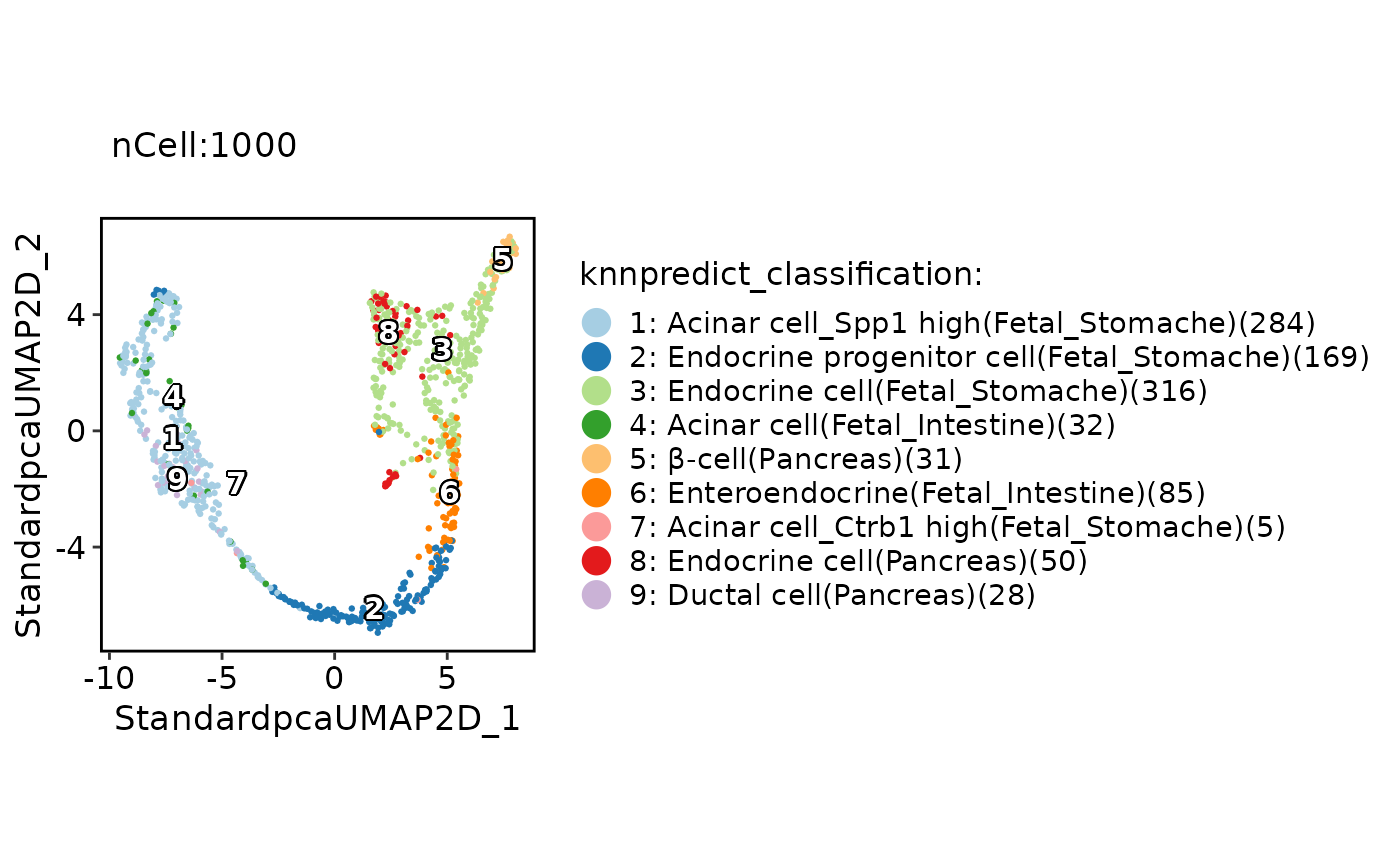 nCell:1000
StandardpcaUMAP2D_2
4
0
-4
-10
-5
0
5
StandardpcaUMAP2D_1
1
2
3
4
5
6
7
8
9
knnpredict_classification:
1: Acinar cell_Spp1 high(Fetal_Stomache)(284)
2: Endocrine progenitor cell(Fetal_Stomache)(169)
3: Endocrine cell(Fetal_Stomache)(316)
4: Acinar cell(Fetal_Intestine)(32)
5: β-cell(Pancreas)(31)
6: Enteroendocrine(Fetal_Intestine)(85)
7: Acinar cell_Ctrb1 high(Fetal_Stomache)(5)
8: Endocrine cell(Pancreas)(50)
9: Ductal cell(Pancreas)(28)